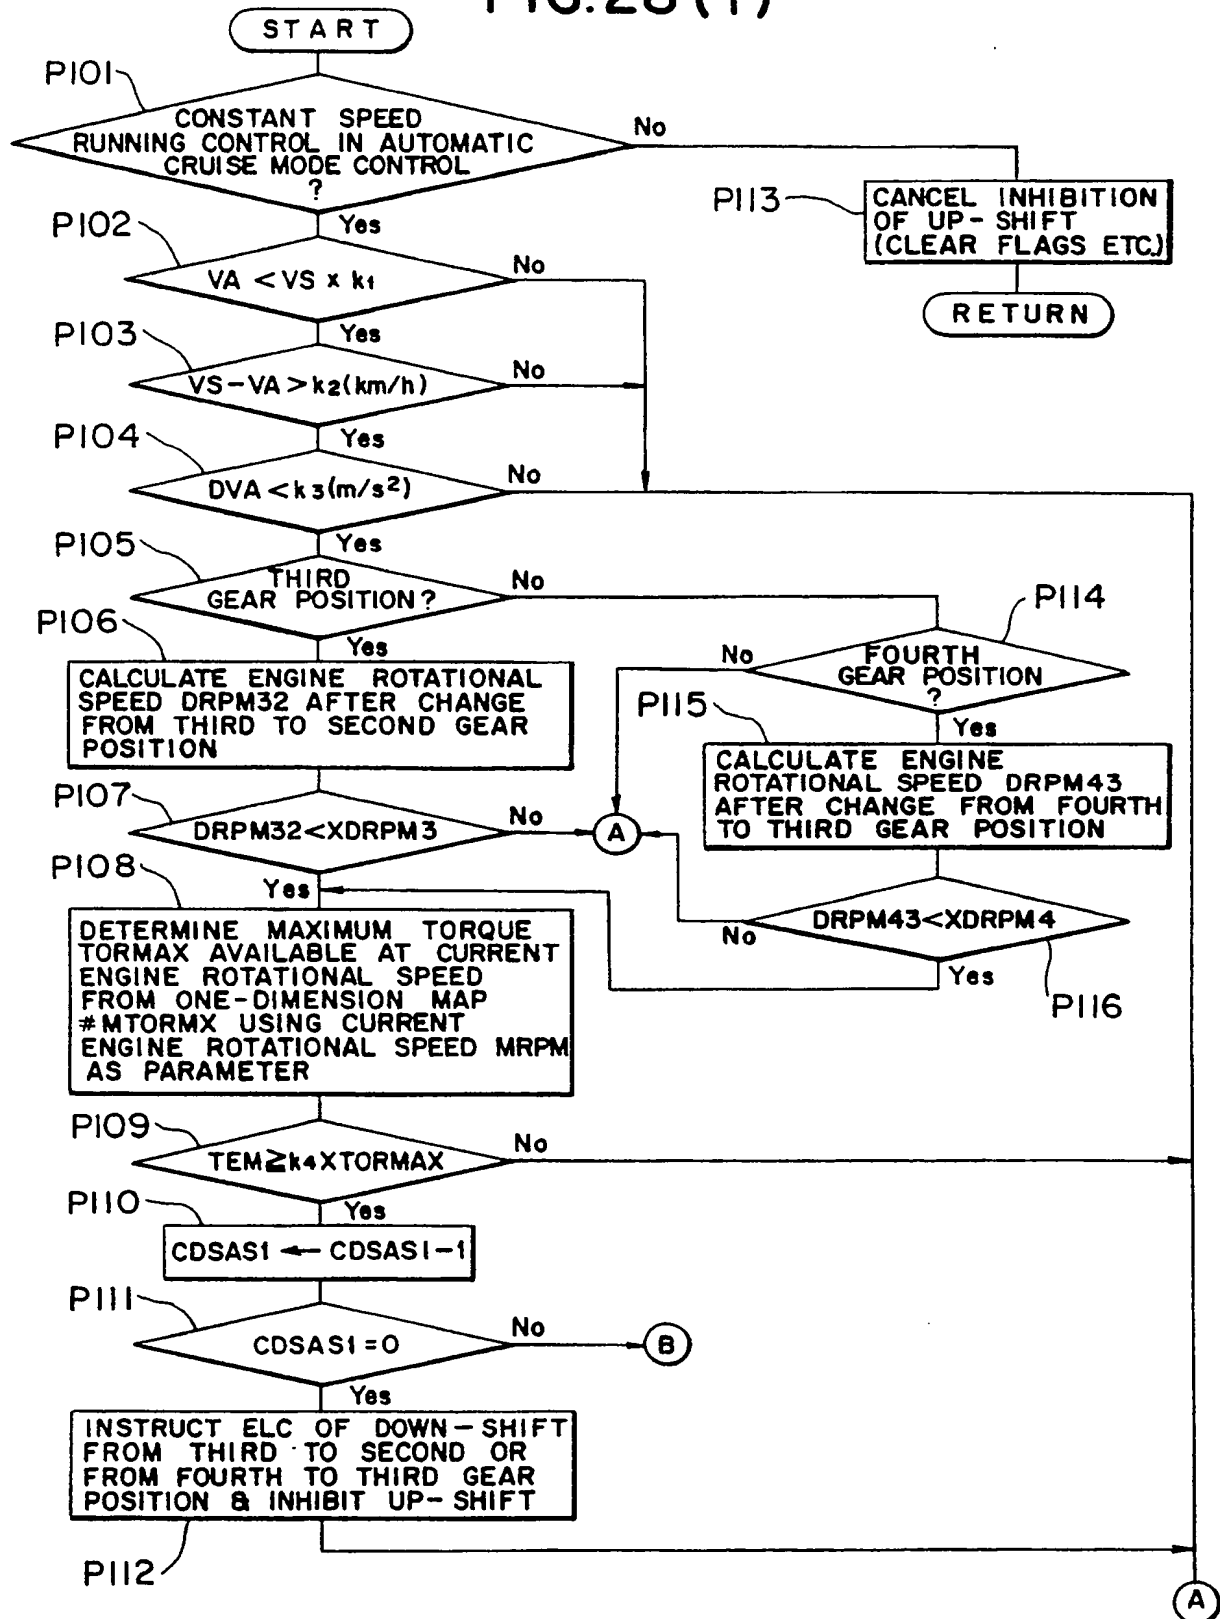 FIG. 28 (1)
START
P101
CONSTANT SPEED
RUNNING CONTROL IN AUTOMATIC
CRUISE MODE CONTROL
?
No
Yes
P113
CANCEL INHIBITION
OF UP-SHIFT
(CLEAR FLAGS ETC.)
RETURN
P102
VA < VS x k1
No
Yes
P103
VS-VA > k2(km/h)
No
Yes
P104
DVA < k3(m/s²)
No
Yes
P105
THIRD
GEAR POSITION?
No
Yes
P114
FOURTH
GEAR POSITION
?
No
Yes
P106
CALCULATE ENGINE ROTATIONAL
SPEED DRPM32 AFTER CHANGE
FROM THIRD TO SECOND GEAR
POSITION
P115
CALCULATE ENGINE
ROTATIONAL SPEED DRPM43
AFTER CHANGE FROM FOURTH
TO THIRD GEAR POSITION
P107
DRPM32<XDRPM3
No
A
Yes
DRPM43<XDRPM4
No
Yes
P116
P108
DETERMINE MAXIMUM TORQUE
TORMAX AVAILABLE AT CURRENT
ENGINE ROTATIONAL SPEED
FROM ONE-DIMENSION MAP
#MTORMX USING CURRENT
ENGINE ROTATIONAL SPEED MRPM
AS PARAMETER
P109
TEM≧k4XTORMAX
No
Yes
P110
CDSAS1 ← CDSAS1-1
P111
CDSAS1=0
No
B
Yes
INSTRUCT ELC OF DOWN-SHIFT
FROM THIRD TO SECOND OR
FROM FOURTH TO THIRD GEAR
POSITION & INHIBIT UP-SHIFT
P112
A